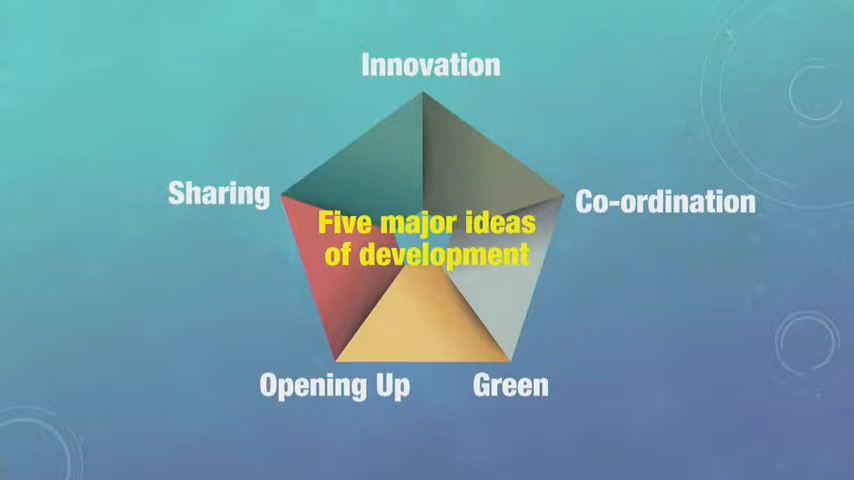 Innovation
Sharing
Co-ordination
Five major ideas
of development
Opening Up
Green